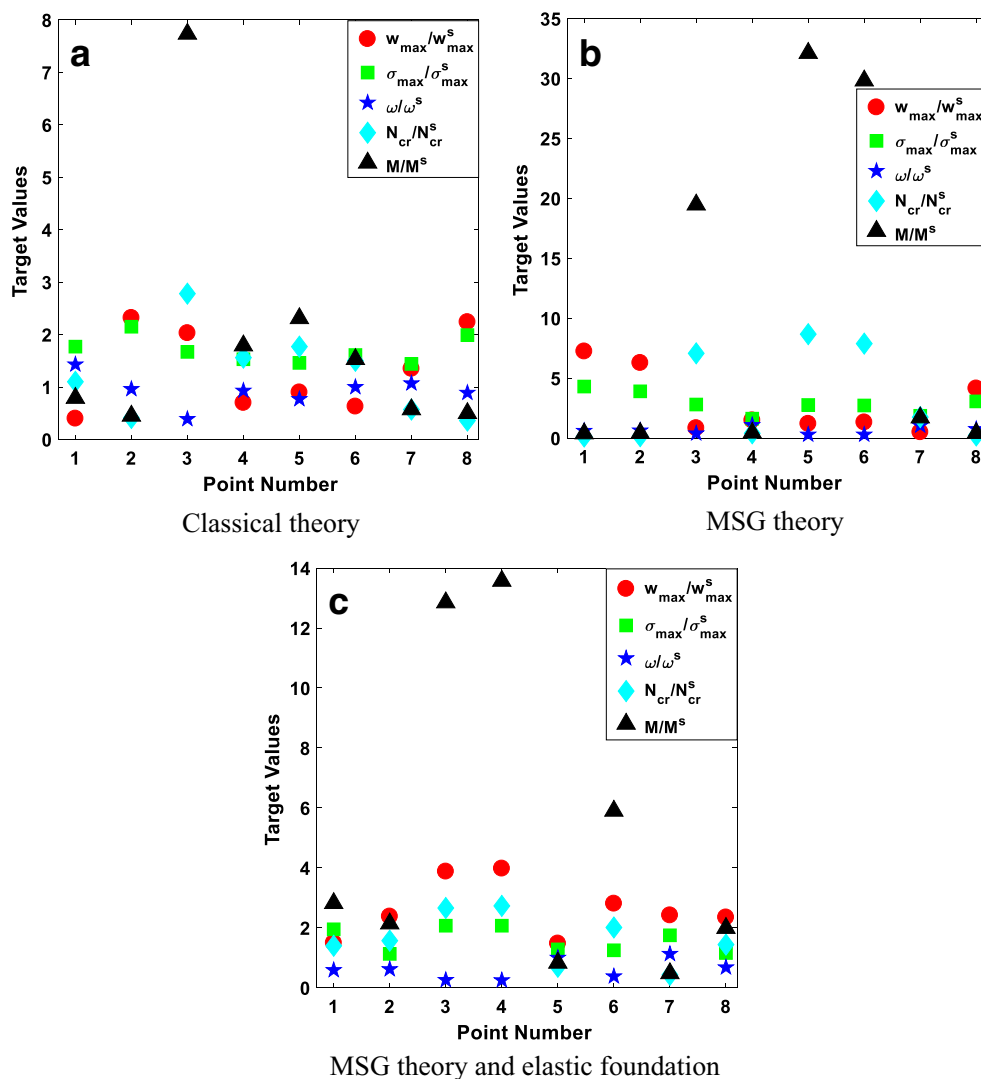 a
8
7
6
5
4
3
2
1
0
Target Values
w_max/w^s_max
σ_max/σ^s_max
ω/ω^s
N_cr/N^s_cr
M/M^s
1 2 3 4 5 6 7 8
Point Number
Classical theory
b
35
30
25
20
15
10
5
0
Target Values
w_max/w^s_max
σ_max/σ^s_max
ω/ω^s
N_cr/N^s_cr
M/M^s
1 2 3 4 5 6 7 8
Point Number
MSG theory
c
14
12
10
8
6
4
2
0
Target Values
w_max/w^s_max
σ_max/σ^s_max
ω/ω^s
N_cr/N^s_cr
M/M^s
1 2 3 4 5 6 7 8
Point Number
MSG theory and elastic foundation